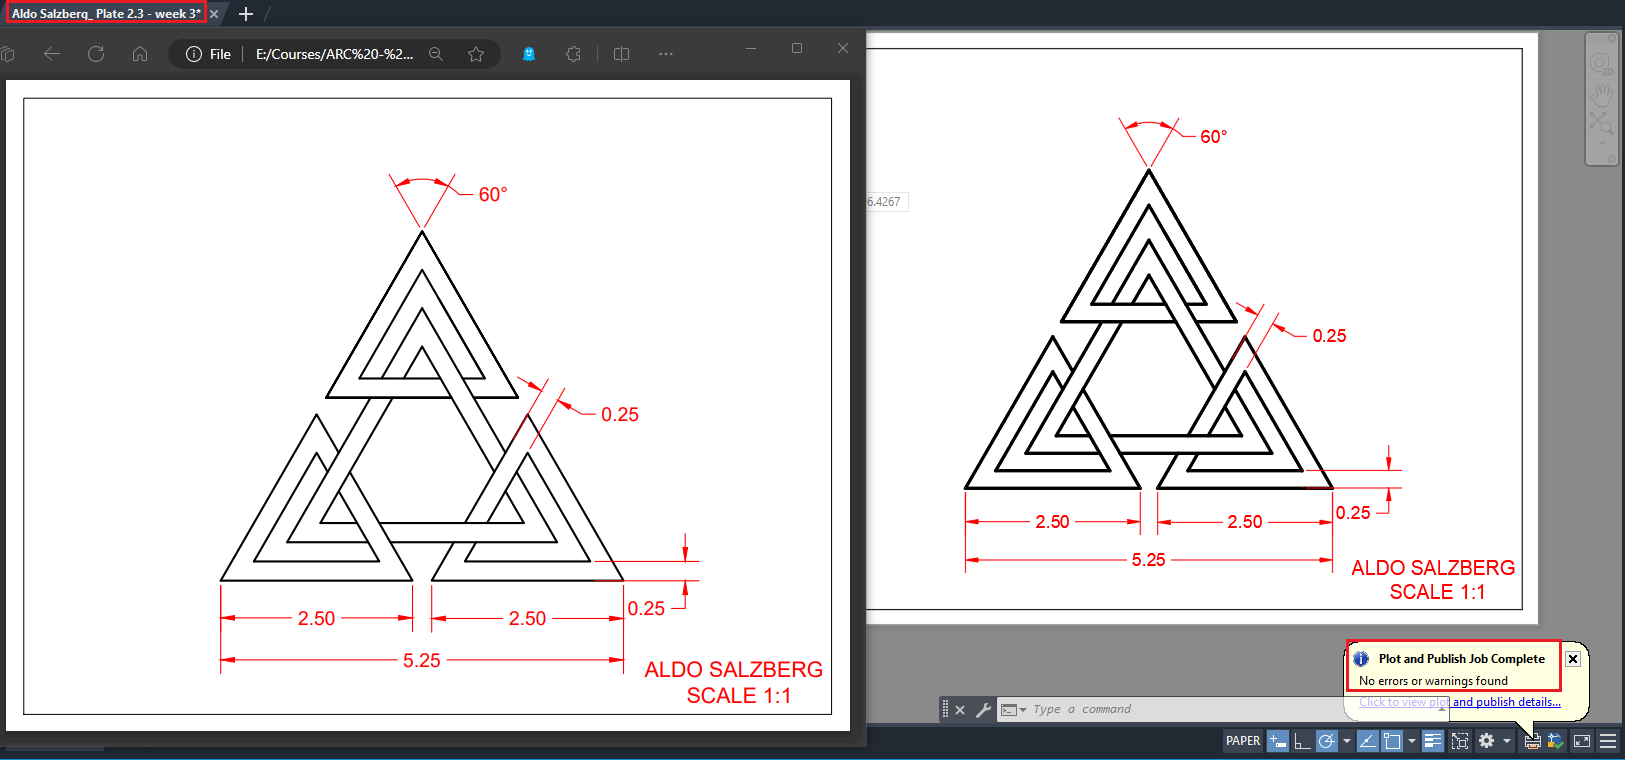 Aldo Salzberg_ Plate 2.3 - week 3*
File
E:/Courses/ARC%20-%2...
60°
0.25
0.25
2.50
2.50
5.25
ALDO SALZBERG
SCALE 1:1
6.4267
60°
0.25
0.25
2.50
2.50
5.25
ALDO SALZBERG
SCALE 1:1
2D
Plot and Publish Job Complete
No errors or warnings found
Click to view plot and publish details...
Type a command
PAPER